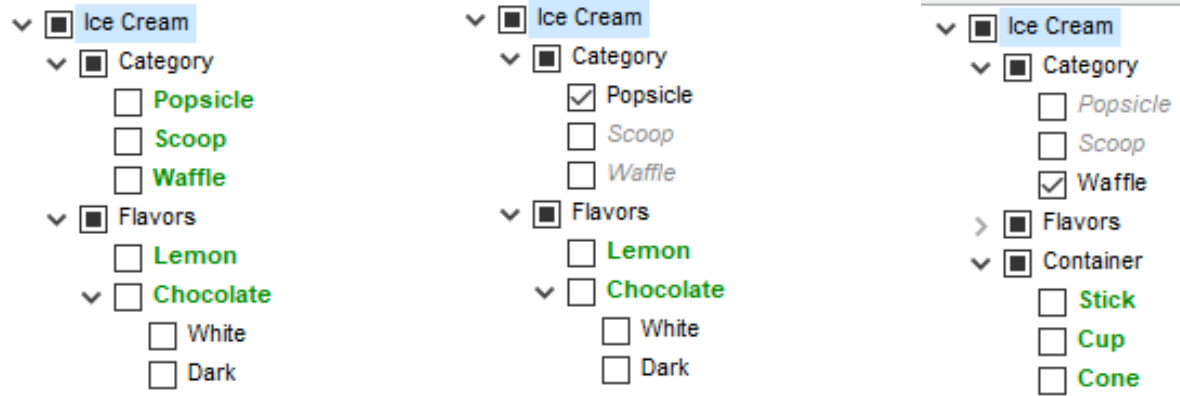 Ice Cream
Category
Popsicle
Scoop
Waffle
Flavors
Lemon
Chocolate
White
Dark
Ice Cream
Category
Popsicle
Scoop
Waffle
Flavors
Lemon
Chocolate
White
Dark
Ice Cream
Category
Popsicle
Scoop
Waffle
Flavors
Container
Stick
Cup
Cone